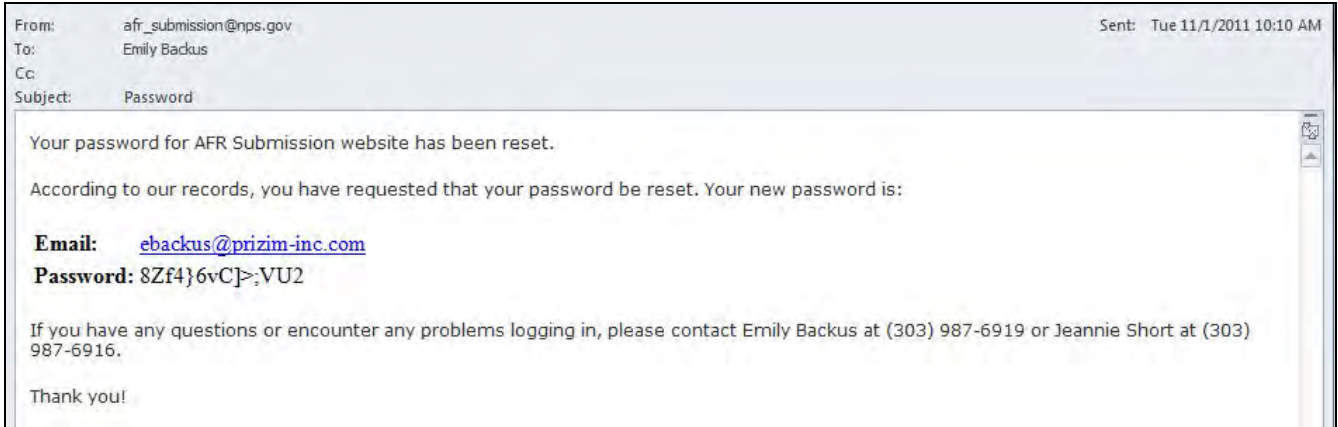 From: afr_submission@nps.gov Sent: Tue 11/1/2011 10:10 AM
To: Emily Backus
Cc:
Subject: Password
Your password for AFR Submission website has been reset.
According to our records, you have requested that your password be reset. Your new password is:
Email: ebackus@prizim-inc.com
Password: 8Zf4}6vC]>;VU2
If you have any questions or encounter any problems logging in, please contact Emily Backus at (303) 987-6919 or Jeannie Short at (303)
987-6916.
Thank you!